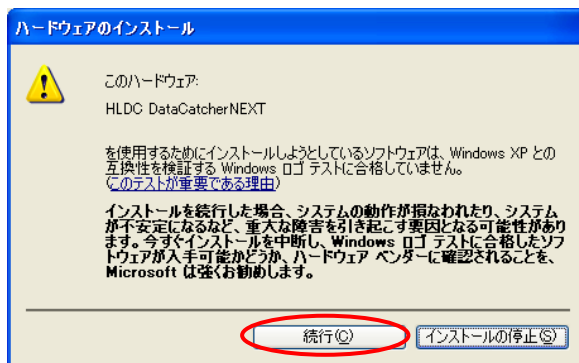 ハードウェアのインストール
このハードウェア:
HLDC DataCatcherNEXT
を使用するためにインストールしようとしているソフトウェアは、Windows XP との
互換性を検証する Windows ロゴ テストに合格していません。
(このテストが重要である理由)
インストールを続行した場合、システムの動作が損なわれたり、システム
が不安定になるなど、重大な障害を引き起こす要因となる可能性があり
ます。今すぐインストールを中断し、Windows ロゴ テストに合格したソフ
トウェアが入手可能かどうか、ハードウェア ベンダーに確認されることを、
Microsoft は強くお勧めします。
続行(C)
インストールの停止(S)